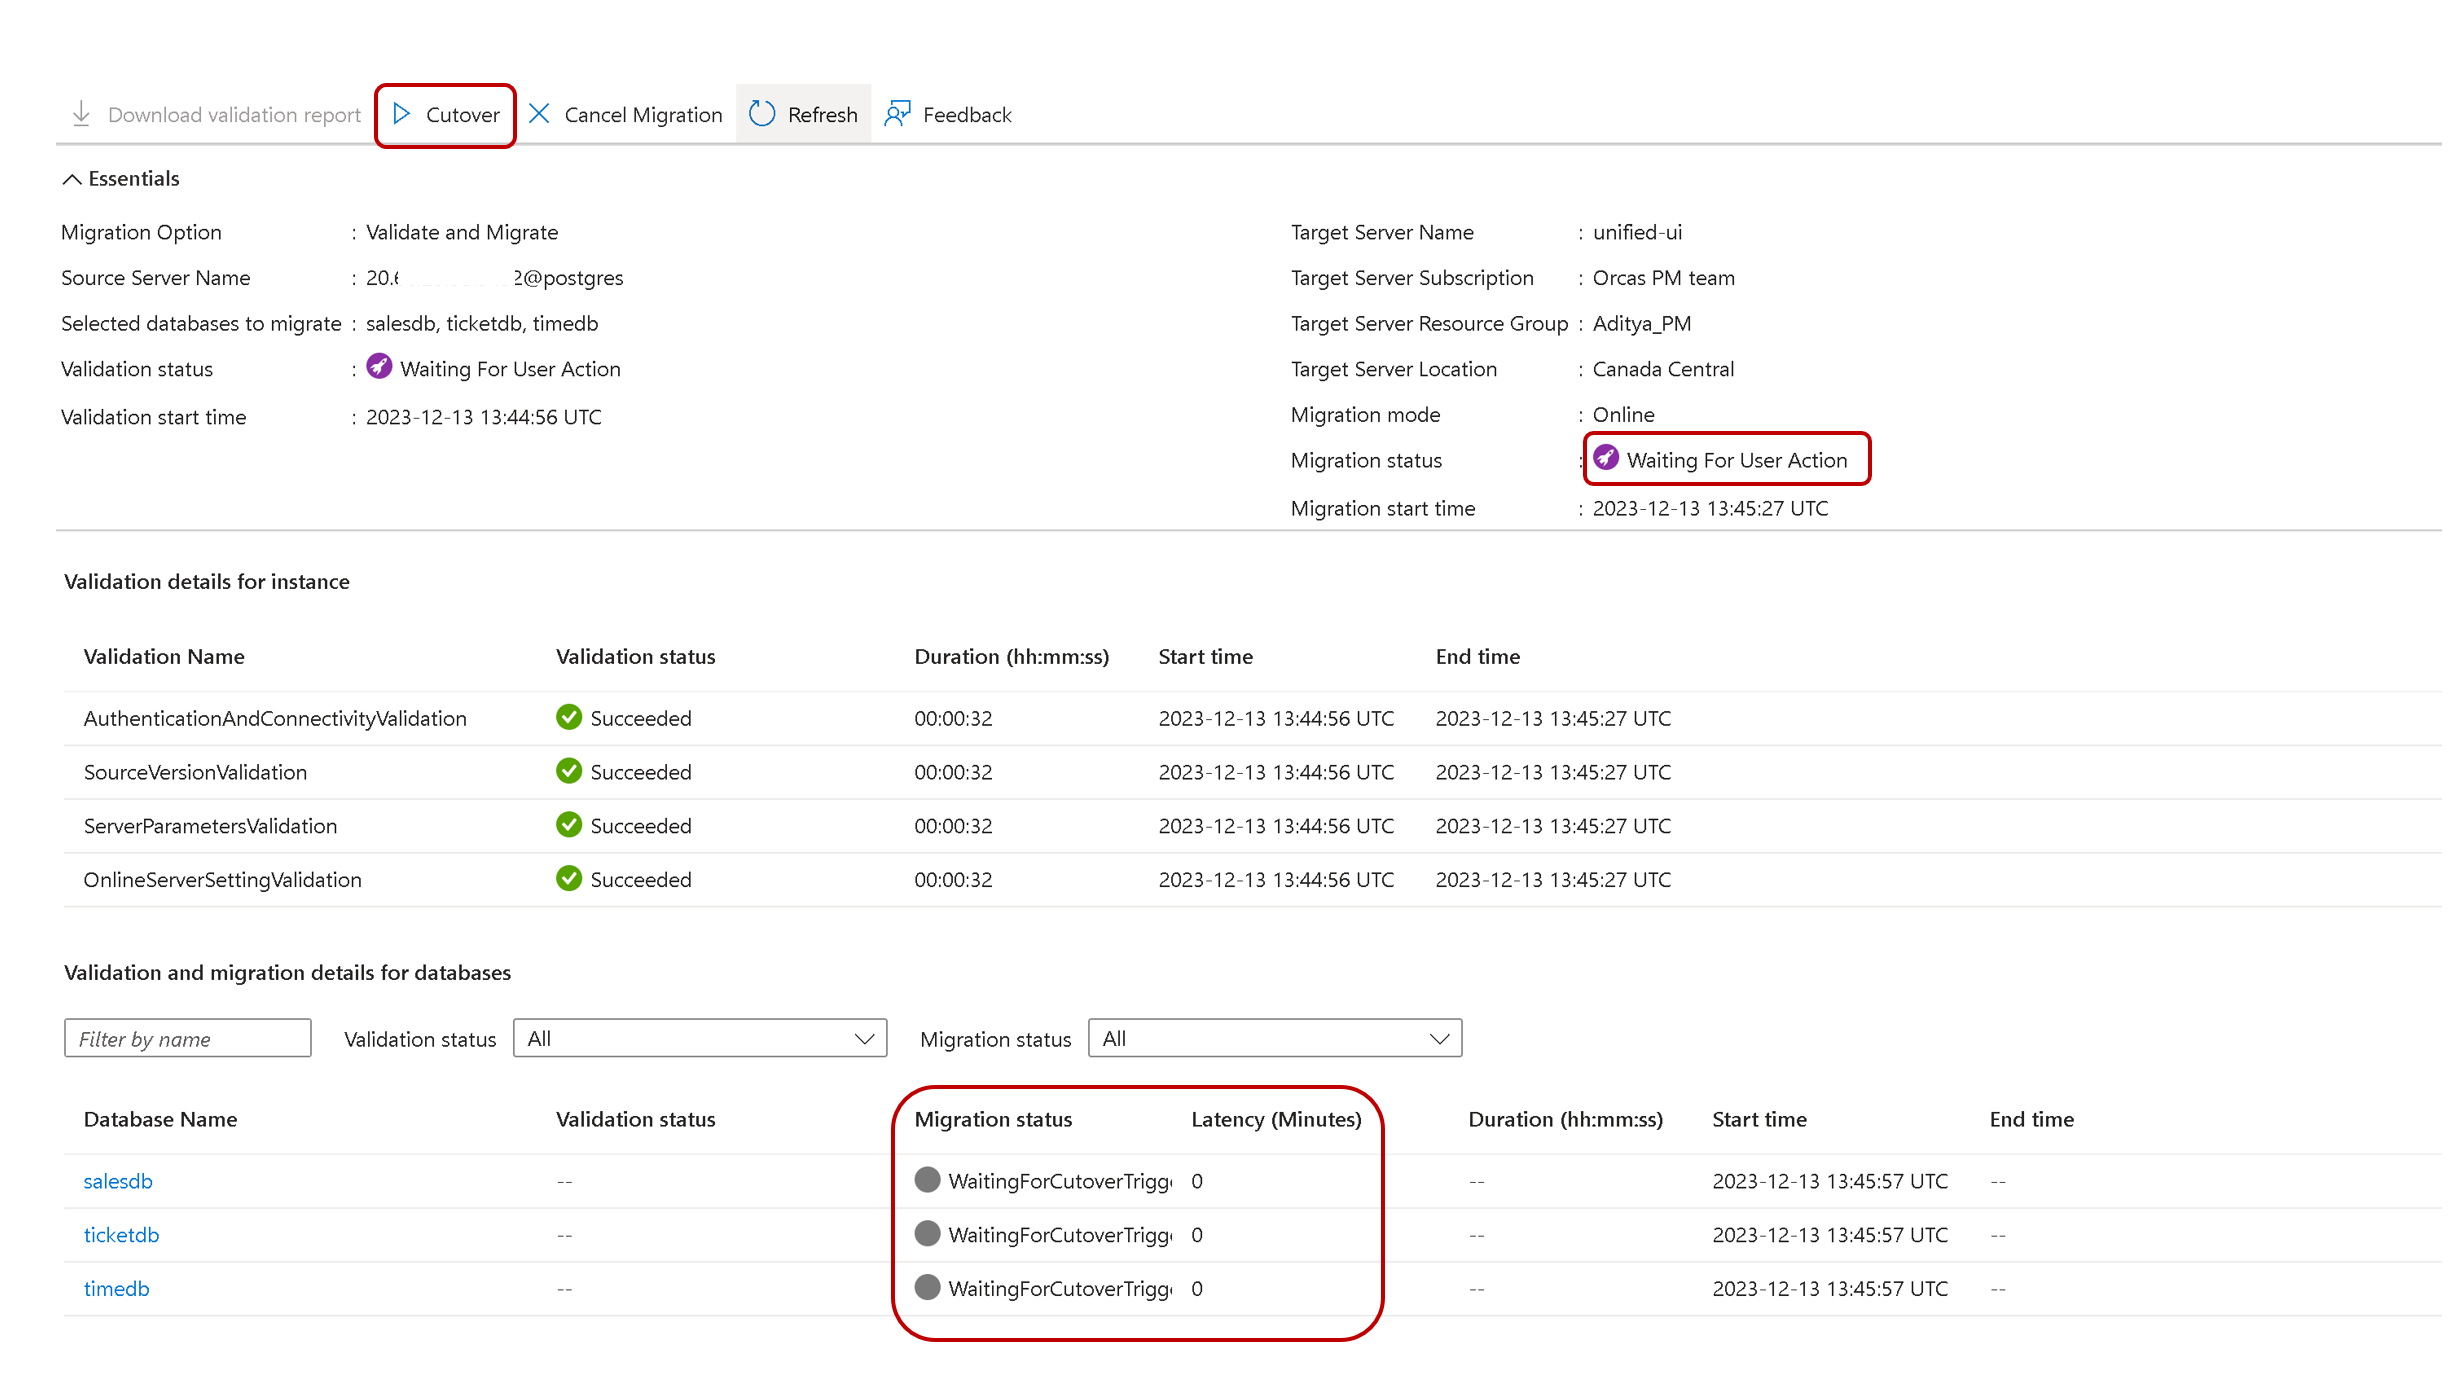 Download validation report Cutover Cancel Migration Refresh Feedback
Essentials
Migration Option : Validate and Migrate
Source Server Name : 20. 2@postgres
Selected databases to migrate : salesdb, ticketdb, timedb
Validation status : Waiting For User Action
Validation start time : 2023-12-13 13:44:56 UTC
Target Server Name : unified-ui
Target Server Subscription : Orcas PM team
Target Server Resource Group : Aditya_PM
Target Server Location : Canada Central
Migration mode : Online
Migration status : Waiting For User Action
Migration start time : 2023-12-13 13:45:27 UTC
Validation details for instance
Validation Name Validation status Duration (hh:mm:ss) Start time End time
AuthenticationAndConnectivityValidation Succeeded 00:00:32 2023-12-13 13:44:56 UTC 2023-12-13 13:45:27 UTC
SourceVersionValidation Succeeded 00:00:32 2023-12-13 13:44:56 UTC 2023-12-13 13:45:27 UTC
ServerParametersValidation Succeeded 00:00:32 2023-12-13 13:44:56 UTC 2023-12-13 13:45:27 UTC
OnlineServerSettingValidation Succeeded 00:00:32 2023-12-13 13:44:56 UTC 2023-12-13 13:45:27 UTC
Validation and migration details for databases
Filter by name Validation status All Migration status All
Database Name Validation status Migration status Latency (Minutes) Duration (hh:mm:ss) Start time End time
salesdb -- WaitingForCutoverTrigg 0 -- 2023-12-13 13:45:57 UTC --
ticketdb -- WaitingForCutoverTrigg 0 -- 2023-12-13 13:45:57 UTC --
timedb -- WaitingForCutoverTrigg 0 -- 2023-12-13 13:45:57 UTC --